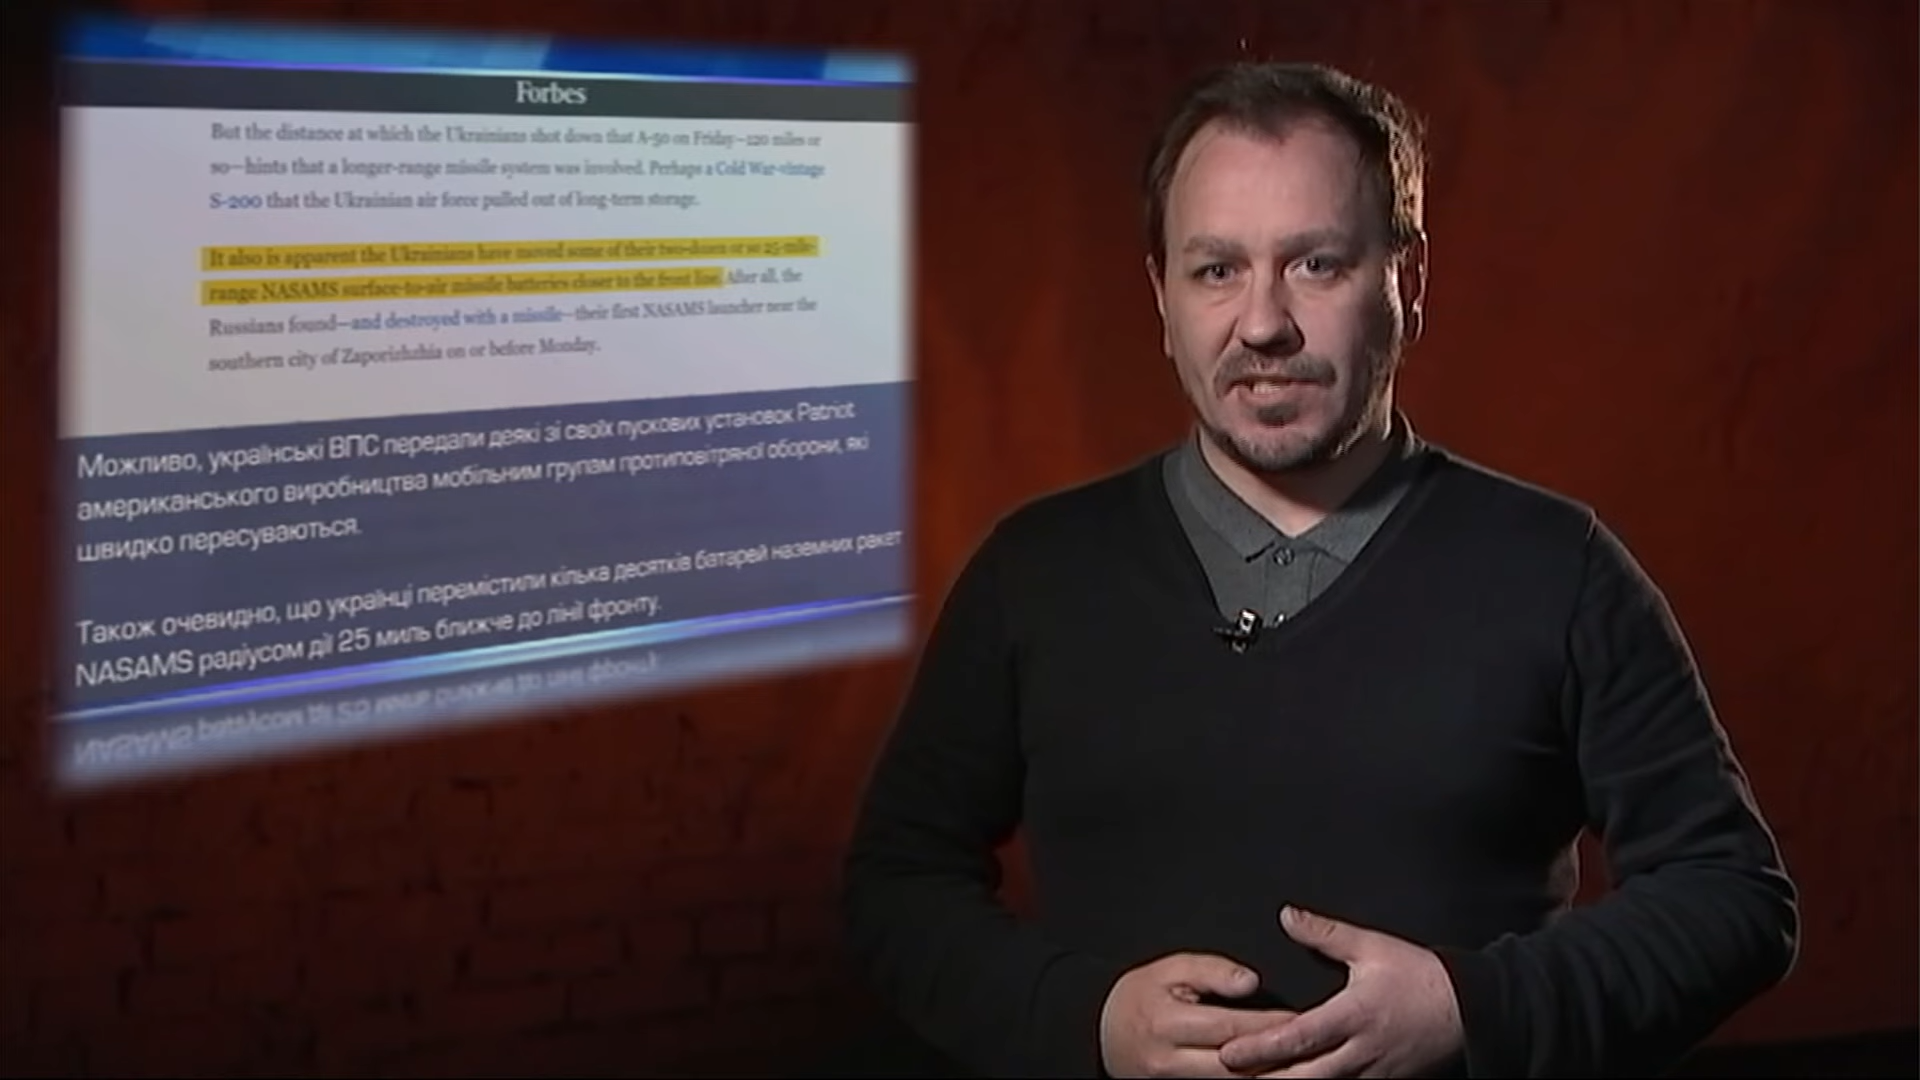 Forbes
But the distance at which the Ukrainians shot down that A-50 on Friday—120 miles or
so—hints that a longer-range missile system was involved. Perhaps a Cold War-vintage
S-200 that the Ukrainian air force pulled out of long-term storage.
It also is apparent the Ukrainians have moved some of their two-dozen or so 25-mile-
range NASAMS surface-to-air missile batteries closer to the front line. After all, the
Russians found—and destroyed with a missile—their first NASAMS launcher near the
southern city of Zaporizhzhia on or before Monday.
Можливо, українські ВПС передали деякі зі своїх пускових установок Patriot
американського виробництва мобільним групам протиповітряної оборони, які
швидко пересуваються.
Також очевидно, що українці перемістили кілька десятків батарей наземних ракет
NASAMS радіусом дії 25 миль ближче до лінії фронту.